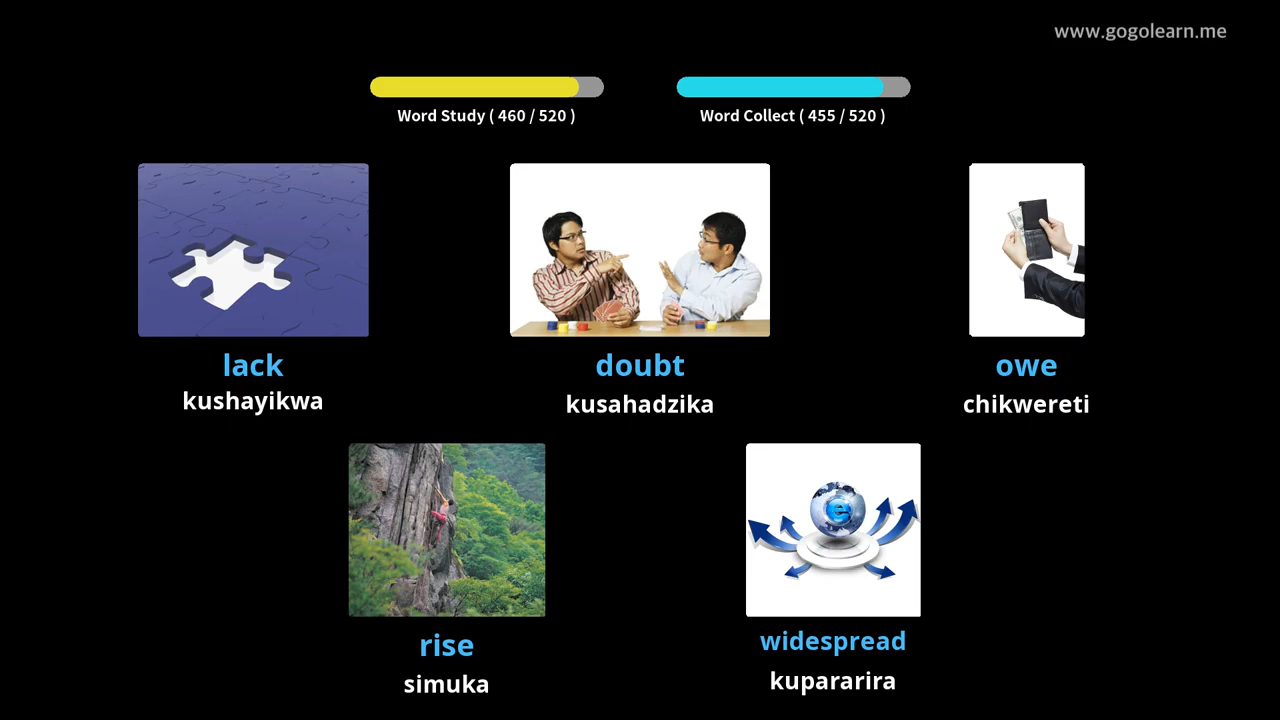 www.gogolearn.me
Word Study ( 460 / 520 )
Word Collect ( 455 / 520 )
lack
kushayikwa
doubt
kusahadzika
owe
chikwereti
rise
simuka
widespread
kupararira
e